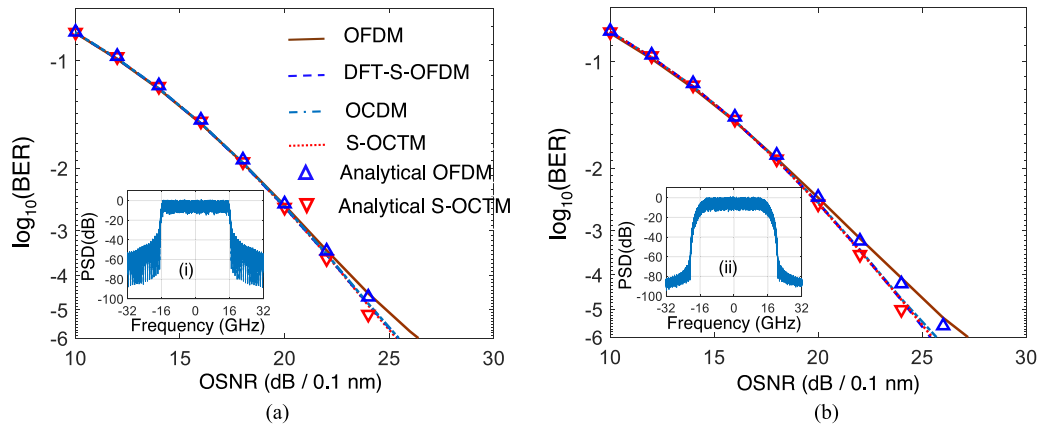 -1
-2
-3
-4
-5
-6
log10(BER)
10
15
20
25
30
OSNR (dB / 0.1 nm)
OFDM
DFT-S-OFDM
OCDM
S-OCTM
Analytical OFDM
Analytical S-OCTM
0
-20
-40
-60
-80
-100
PSD(dB)
(i)
-32
-16
0
16
32
Frequency (GHz)
(a)
-1
-2
-3
-4
-5
-6
log10(BER)
10
15
20
25
30
OSNR (dB / 0.1 nm)
0
-20
-40
-60
-80
-100
PSD(dB)
(ii)
-32
-16
0
16
32
Frequency (GHz)
(b)